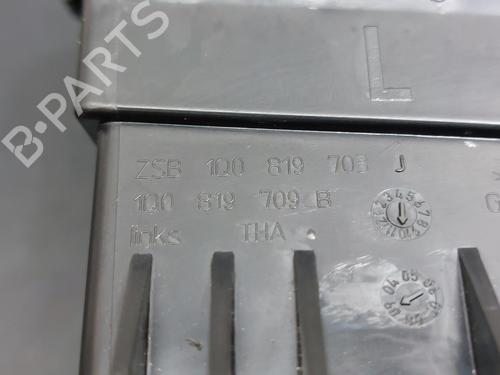 L
ZSB 1Q0 819 703 J
1Q0 819 709 B
links THA
B-PARTS